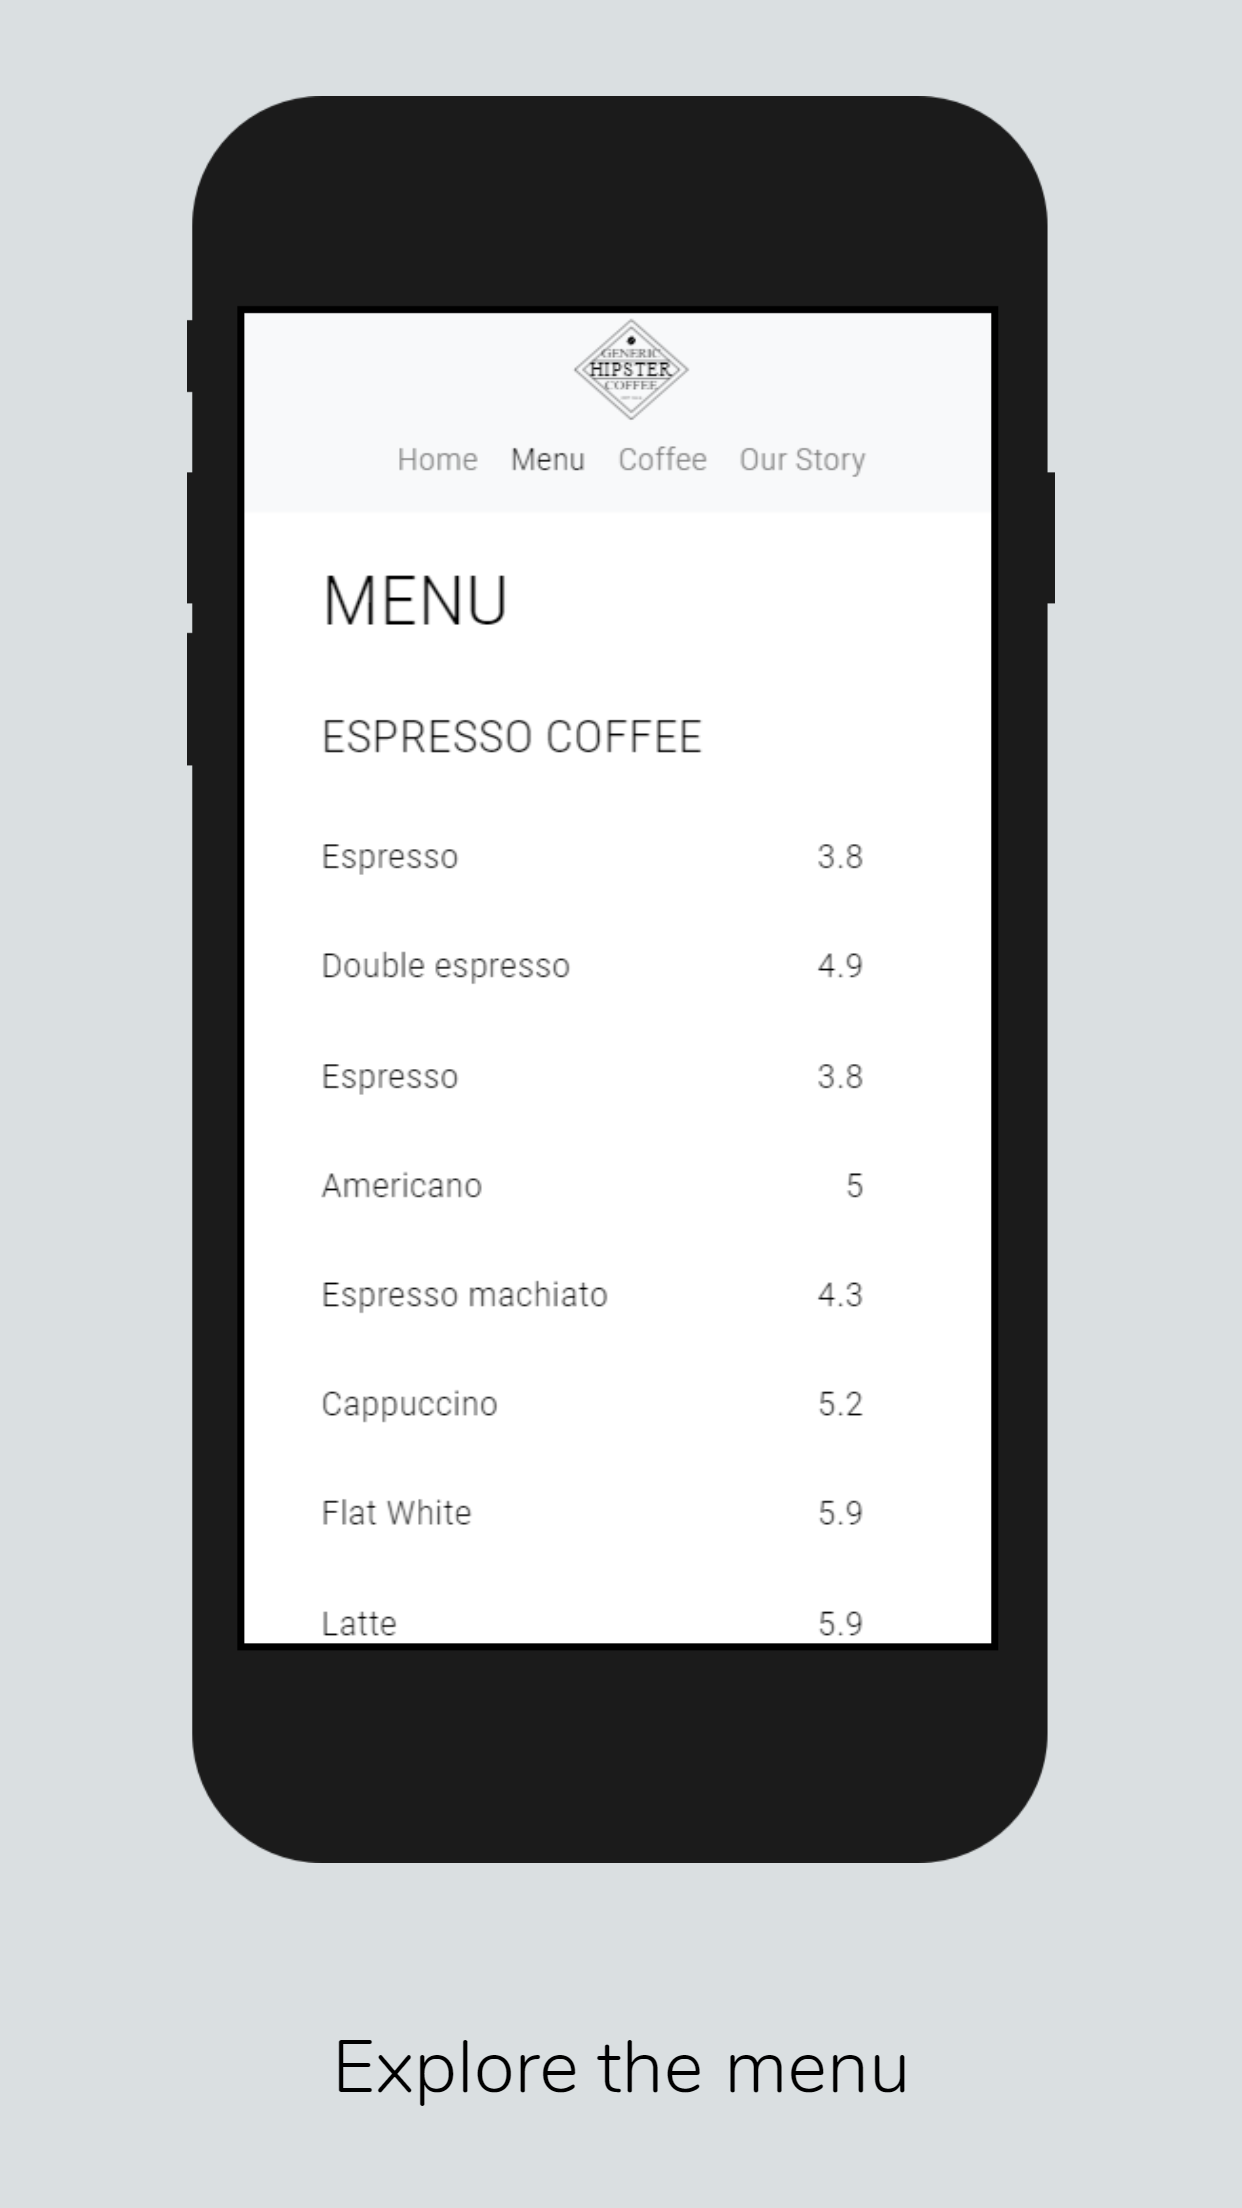 GENERIC
HIPSTER
COFFEE
Home Menu Coffee Our Story
MENU
ESPRESSO COFFEE
Espresso 3.8
Double espresso 4.9
Espresso 3.8
Americano 5
Espresso machiato 4.3
Cappuccino 5.2
Flat White 5.9
Latte 5.9
Explore the menu